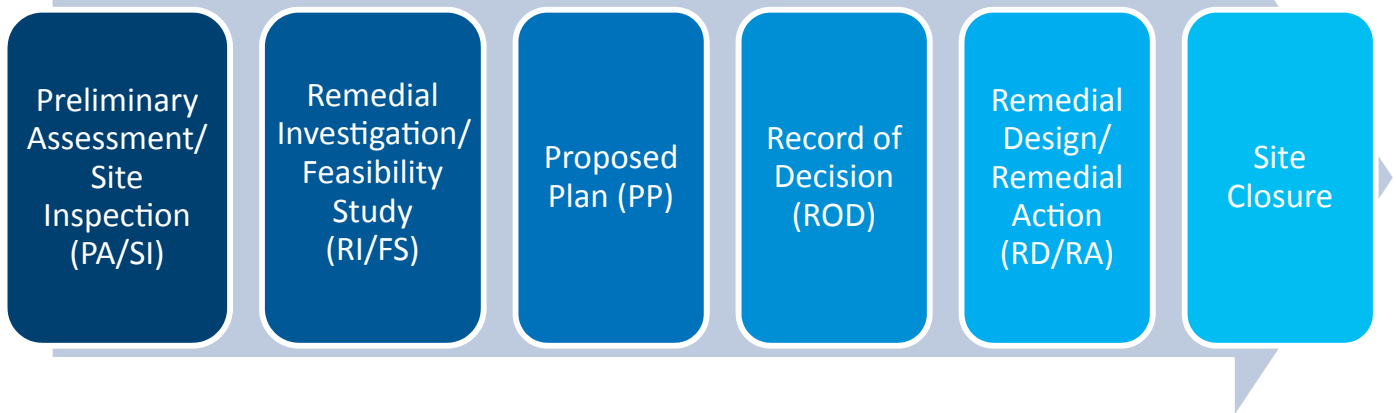 Preliminary
Assessment/
Site
Inspection
(PA/SI)
Remedial
Investigation/
Feasibility
Study
(RI/FS)
Proposed
Plan (PP)
Record of
Decision
(ROD)
Remedial
Design/
Remedial
Action
(RD/RA)
Site
Closure